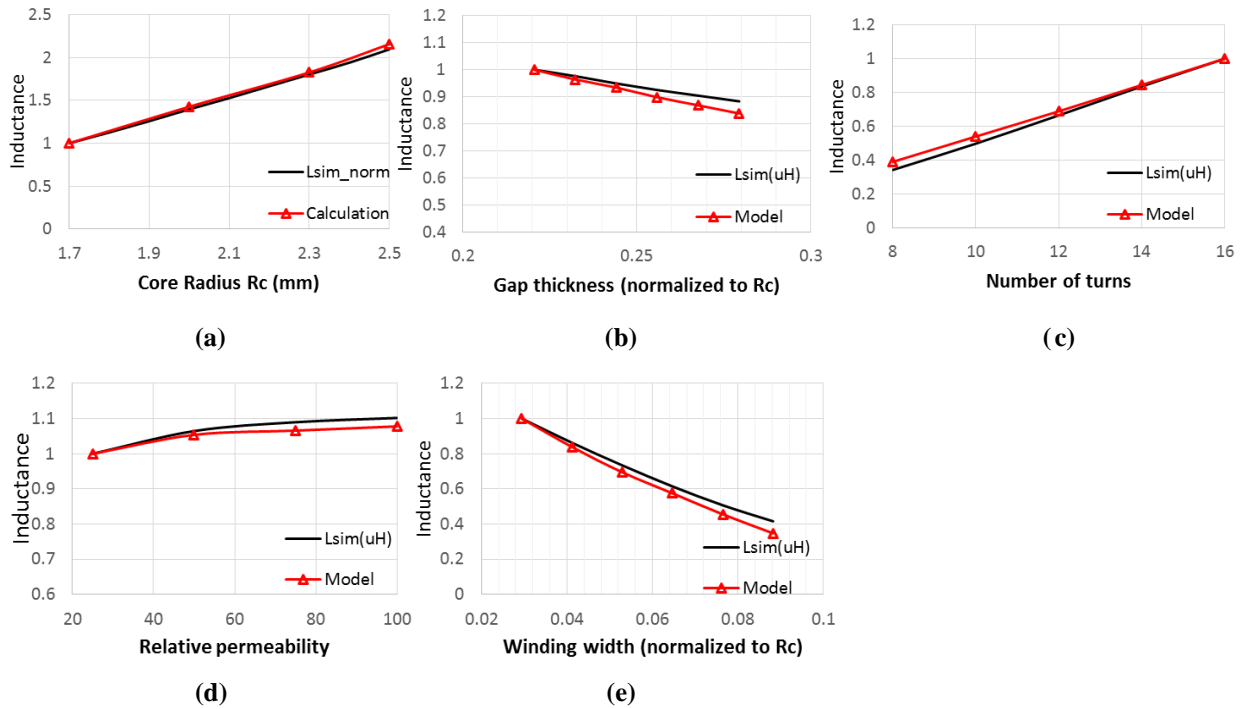 2.5
2
1.5
1
0.5
0
Inductance
Lsim_norm
Calculation
1.7 1.9 2.1 2.3 2.5
Core Radius Rc (mm)
(a)
1.2
1.1
1
0.9
0.8
0.7
0.6
0.5
0.4
Inductance
Lsim(uH)
Model
0.2 0.25 0.3
Gap thickness (normalized to Rc)
(b)
1.2
1
0.8
0.6
0.4
0.2
0
Inductance
Lsim(uH)
Model
8 10 12 14 16
Number of turns
( c)
1.2
1.1
1
0.9
0.8
0.7
0.6
Inductance
Lsim(uH)
Model
20 40 60 80 100
Relative permeability
(d)
1.2
1
0.8
0.6
0.4
0.2
0
Inductance
Lsim(uH)
Model
0.02 0.04 0.06 0.08 0.1
Winding width (normalized to Rc)
(e)